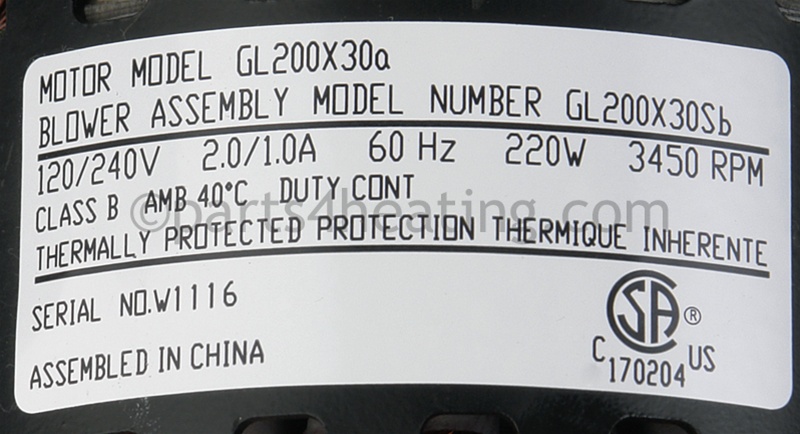 MOTOR MODEL GL200X30a
BLOWER ASSEMBLY MODEL NUMBER GL200X30Sb
120/240V 2.0/1.0A 60 Hz 220W 3450 RPM
CLASS B AMB 40°C DUTY CONT
©parts4heating.com
THERMALLY PROTECTED PROTECTION THERMIQUE INHERENTE
SERIAL NO.W1116
SA ®
C US
170204
ASSEMBLED IN CHINA